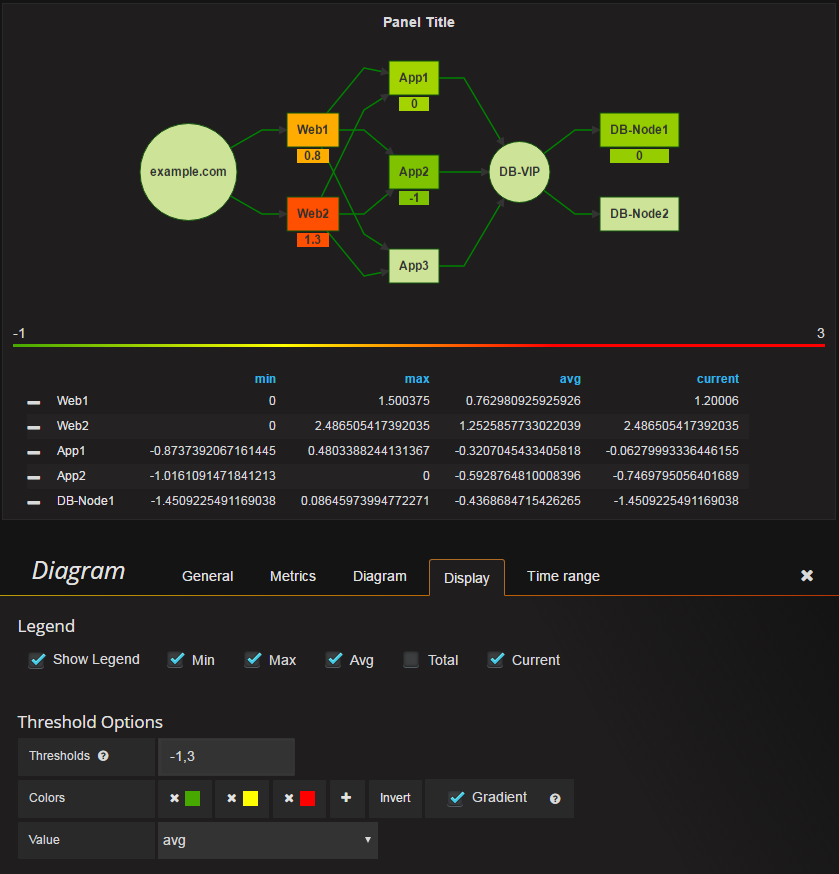 Panel Title
App1
0
Web1
0.8
DB-Node1
0
example.com
App2
-1
DB-VIP
Web2
1.3
DB-Node2
App3
-1 3
min max avg current
Web1 0 1.500375 0.762980925925926 1.20006
Web2 0 2.486505417392035 1.2525857733022039 2.486505417392035
App1 -0.8737392067161445 0.4803388244131367 -0.3207045433405818 -0.06279993336446155
App2 -1.0161091471841213 0 -0.5928764810008396 -0.7469795056401689
DB-Node1 -1.4509225491169038 0.08645973994772271 -0.4368684715426265 -1.4509225491169038
Diagram General Metrics Diagram Display Time range
Legend
Show Legend Min Max Avg Total Current
Threshold Options
Thresholds -1,3
Colors Invert Gradient
Value avg